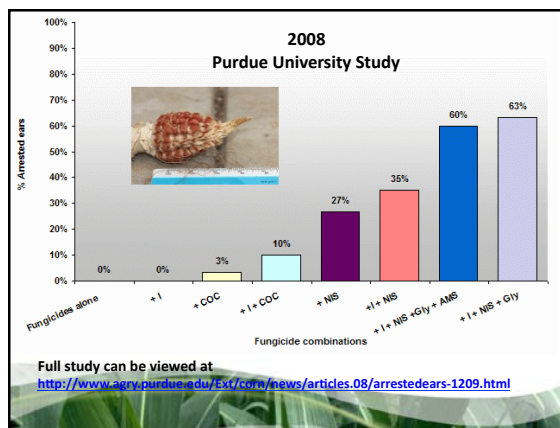 2008
Purdue University Study
100%
90%
80%
70%
60%
50%
40%
30%
20%
10%
0%
% Arrested ears
0%
0%
3%
10%
27%
35%
60%
63%
Fungicides alone
+ I
+ COC
+ I + COC
+ NIS
+I + NIS
+ I + NIS +Gly + AMS
+ I + NIS + Gly
Fungicide combinations
Full study can be viewed at
http://www.agry.purdue.edu/Ext/corn/news/articles.08/arrestedears-1209.html